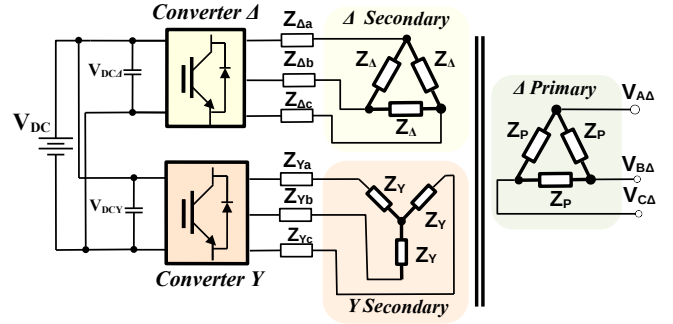 Converter Δ
Z_Δa
Δ Secondary
V_DCΔ
Z_Δb
Z_Δ
Z_Δ
Z_Δc
Z_Δ
Δ Primary
V_AΔ
V_DC
Z_P
Z_P
V_BΔ
Z_P
V_CΔ
Z_Ya
Z_Y
V_DCY
Z_Yb
Z_Y
Z_Yc
Z_Y
Converter Y
Y Secondary